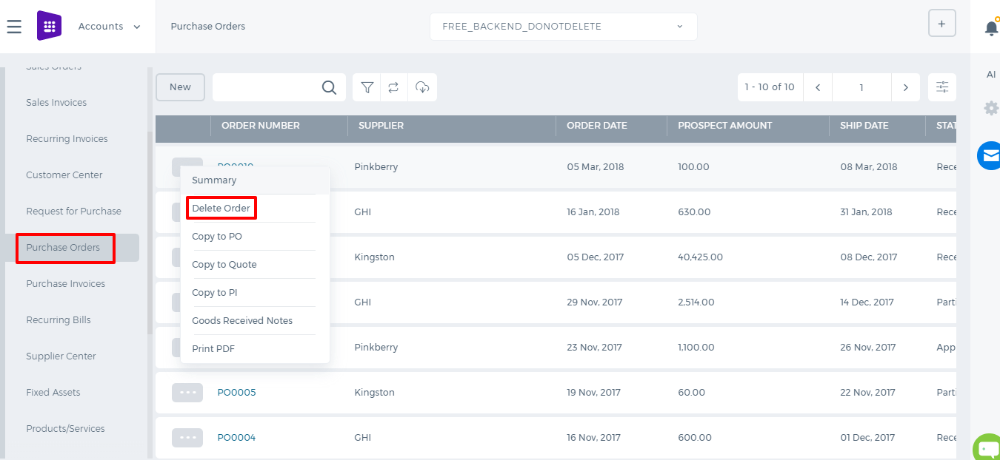 Accounts
Purchase Orders
FREE_BACKEND_DONOTDELETE
+
Sales Orders
Sales Invoices
Recurring Invoices
Customer Center
Request for Purchase
Purchase Orders
Purchase Invoices
Recurring Bills
Supplier Center
Fixed Assets
Products/Services
New
1 - 10 of 10
1
AI
ORDER NUMBER SUPPLIER ORDER DATE PROSPECT AMOUNT SHIP DATE STAT
PO0010 Pinkberry 05 Mar, 2018 100.00 08 Mar, 2018 Rece
GHI 16 Jan, 2018 630.00 31 Jan, 2018 Rece
Kingston 05 Dec, 2017 40,425.00 08 Dec, 2017 Rece
GHI 29 Nov, 2017 2,514.00 14 Dec, 2017 Parti
Pinkberry 23 Nov, 2017 1,100.00 26 Nov, 2017 App
PO0005 Kingston 19 Nov, 2017 60.00 22 Nov, 2017 Parti
PO0004 GHI 16 Nov, 2017 600.00 01 Dec, 2017 Rece
Summary
Delete Order
Copy to PO
Copy to Quote
Copy to PI
Goods Received Notes
Print PDF